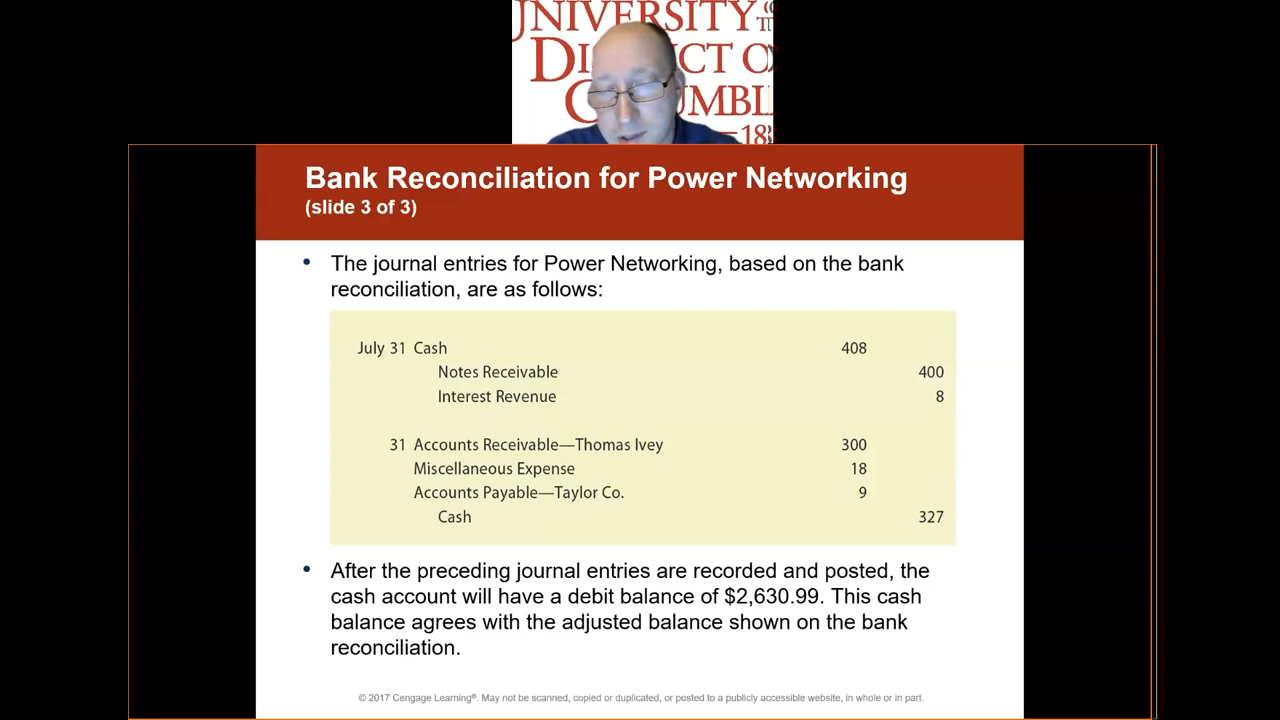 UNIVERSITY
DI CT O
C UMBI
18
Bank Reconciliation for Power Networking
(slide 3 of 3)
• The journal entries for Power Networking, based on the bank
reconciliation, are as follows:
July 31 Cash 408
Notes Receivable 400
Interest Revenue 8
31 Accounts Receivable—Thomas Ivey 300
Miscellaneous Expense 18
Accounts Payable—Taylor Co. 9
Cash 327
• After the preceding journal entries are recorded and posted, the
cash account will have a debit balance of $2,630.99. This cash
balance agrees with the adjusted balance shown on the bank
reconciliation.
© 2017 Cengage Learning®. May not be scanned, copied or duplicated, or posted to a publicly accessible website, in whole or in part.